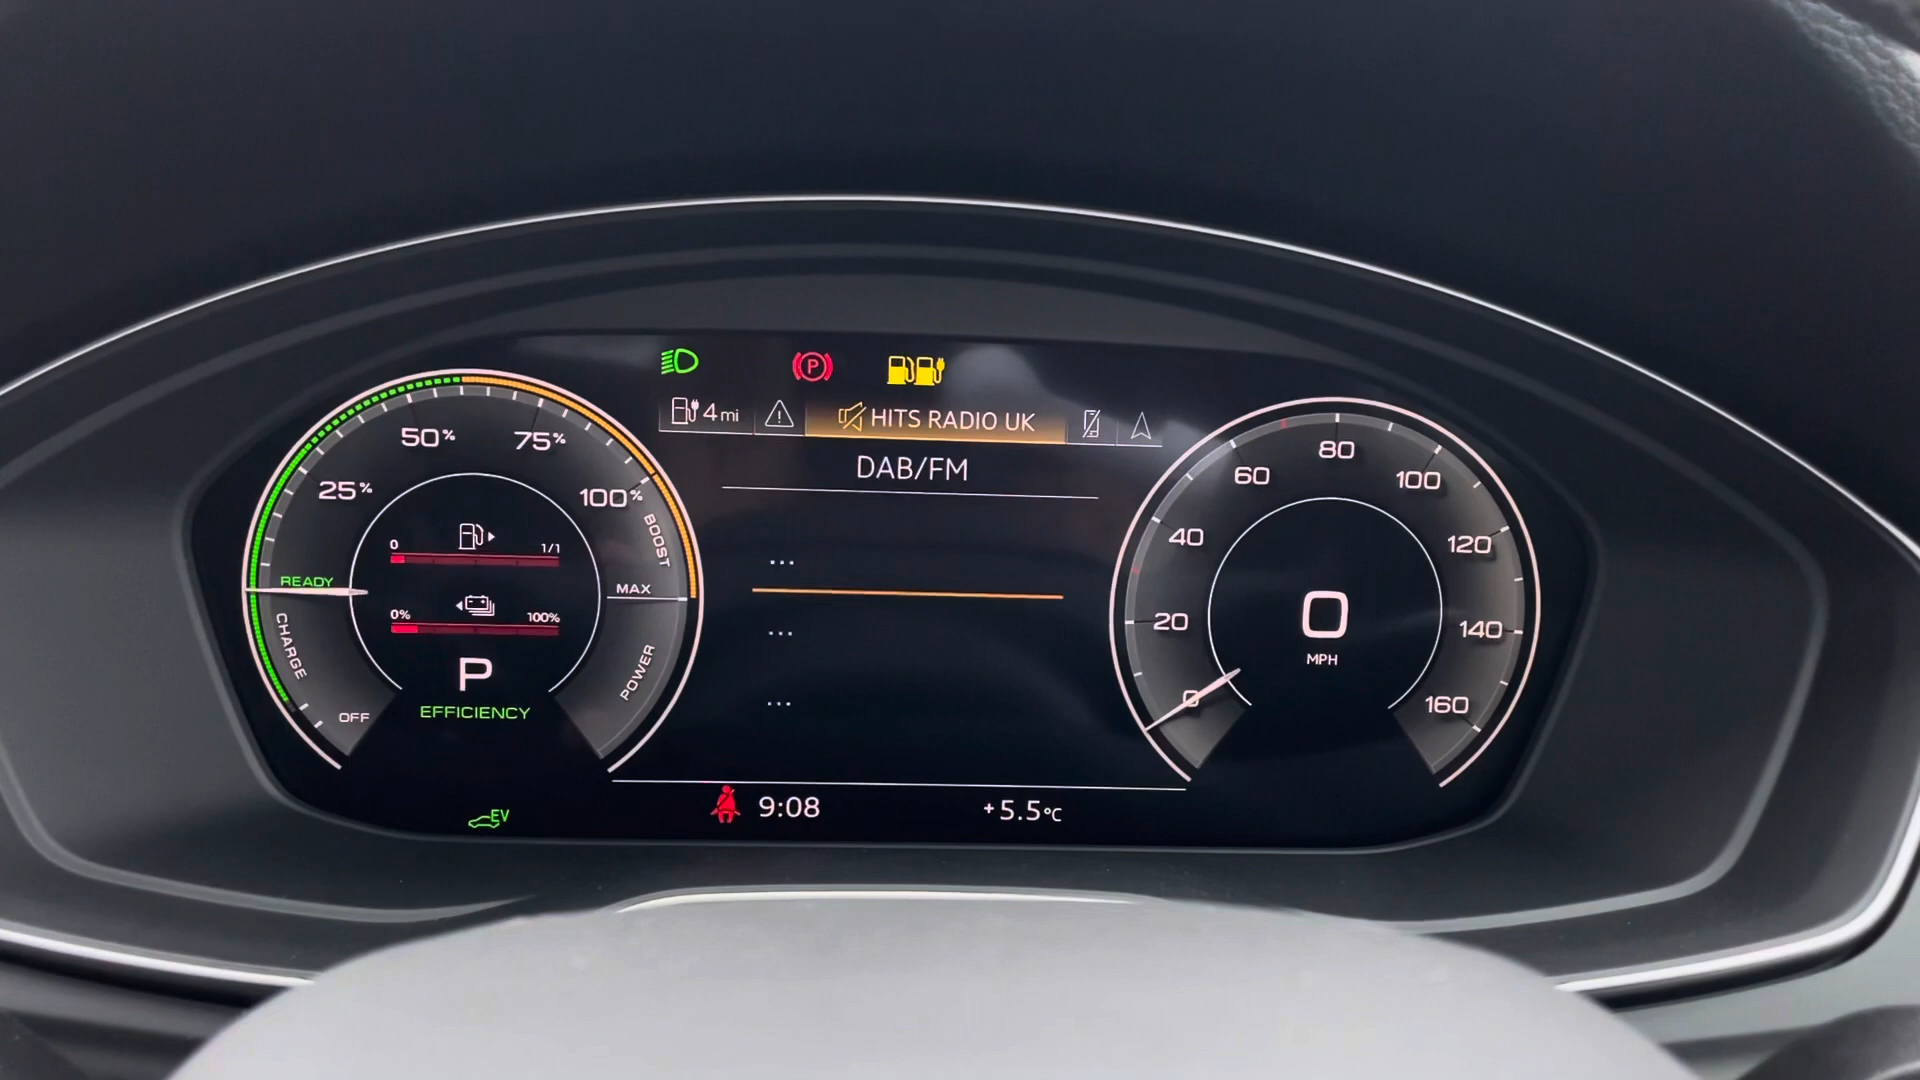 4 mi
HITS RADIO UK
DAB/FM
...
...
...
9:08
+5.5°C
25%
50%
75%
100%
BOOST
MAX
POWER
READY
CHARGE
OFF
0 1/1
0% 100%
P
EFFICIENCY
EV
0
20
40
60
80
100
120
140
160
0
MPH